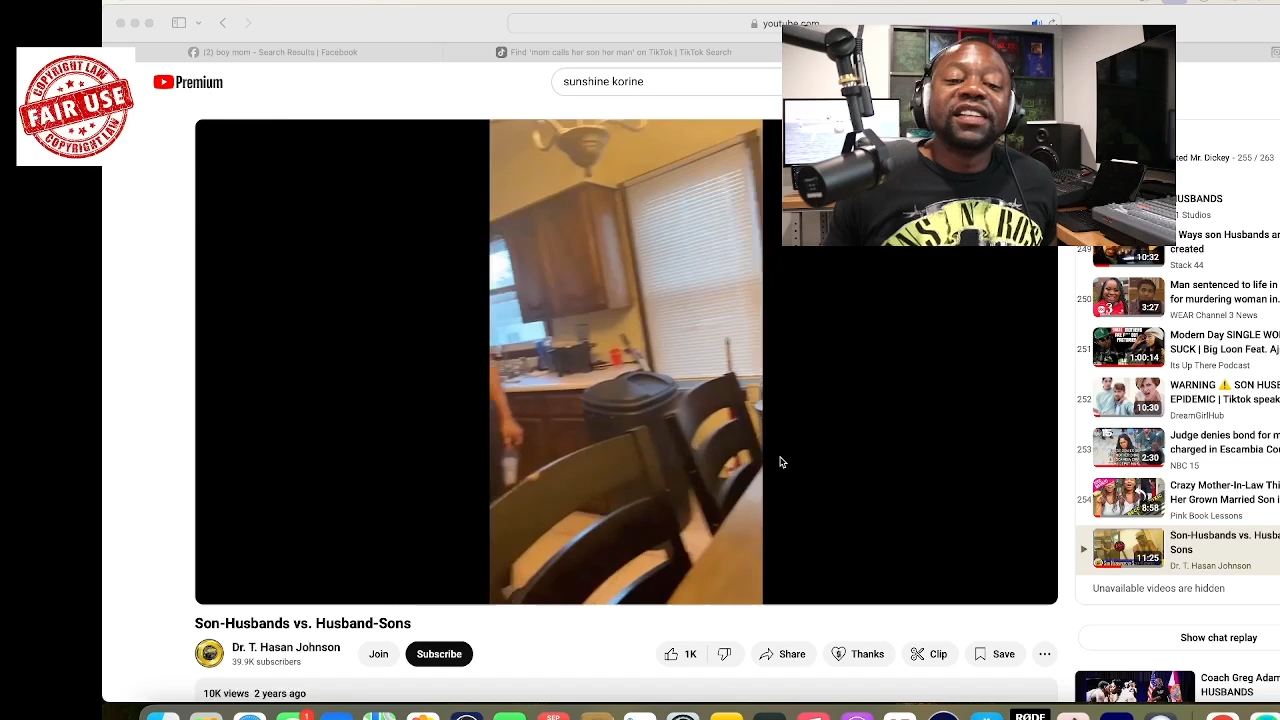 youtube.com
(2) boy mom - Search Results | Facebook
Find 'mom calls her son her man' on TikTok | TikTok Search
COPYRIGHT LAW
FAIR USE
COPYRIGHT LAW
Premium
sunshine korine
ted Mr. Dickey - 255 / 263
USBANDS
1 Studios
249
Ways son Husbands ar
created
10:32
Stack 44
250
Man sentenced to life in
for murdering woman in
3:27
WEAR Channel 3 News
251
Modern Day SINGLE WO
SUCK | Big Loon Feat. Aj
1:00:14
Its Up There Podcast
252
WARNING ⚠️ SON HUSB
EPIDEMIC | Tiktok speak
10:30
DreamGirlHub
253
Judge denies bond for m
charged in Escambia Cou
2:30
NBC 15
254
Crazy Mother-In-Law Thi
Her Grown Married Son i
8:58
Pink Book Lessons
Son-Husbands vs. Husba
Sons
11:25
Dr. T. Hasan Johnson
Unavailable videos are hidden
Show chat replay
Coach Greg Adam
HUSBANDS
Son-Husbands vs. Husband-Sons
Dr. T. Hasan Johnson
39.9K subscribers
Join
Subscribe
1K
Share
Thanks
Clip
Save
10K views 2 years ago
1
SEP
RØDE